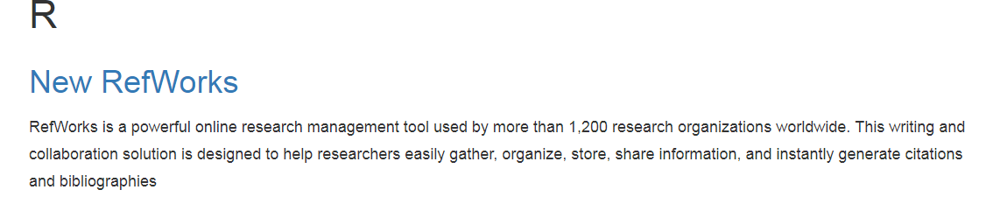 R
New RefWorks
RefWorks is a powerful online research management tool used by more than 1,200 research organizations worldwide. This writing and
collaboration solution is designed to help researchers easily gather, organize, store, share information, and instantly generate citations
and bibliographies